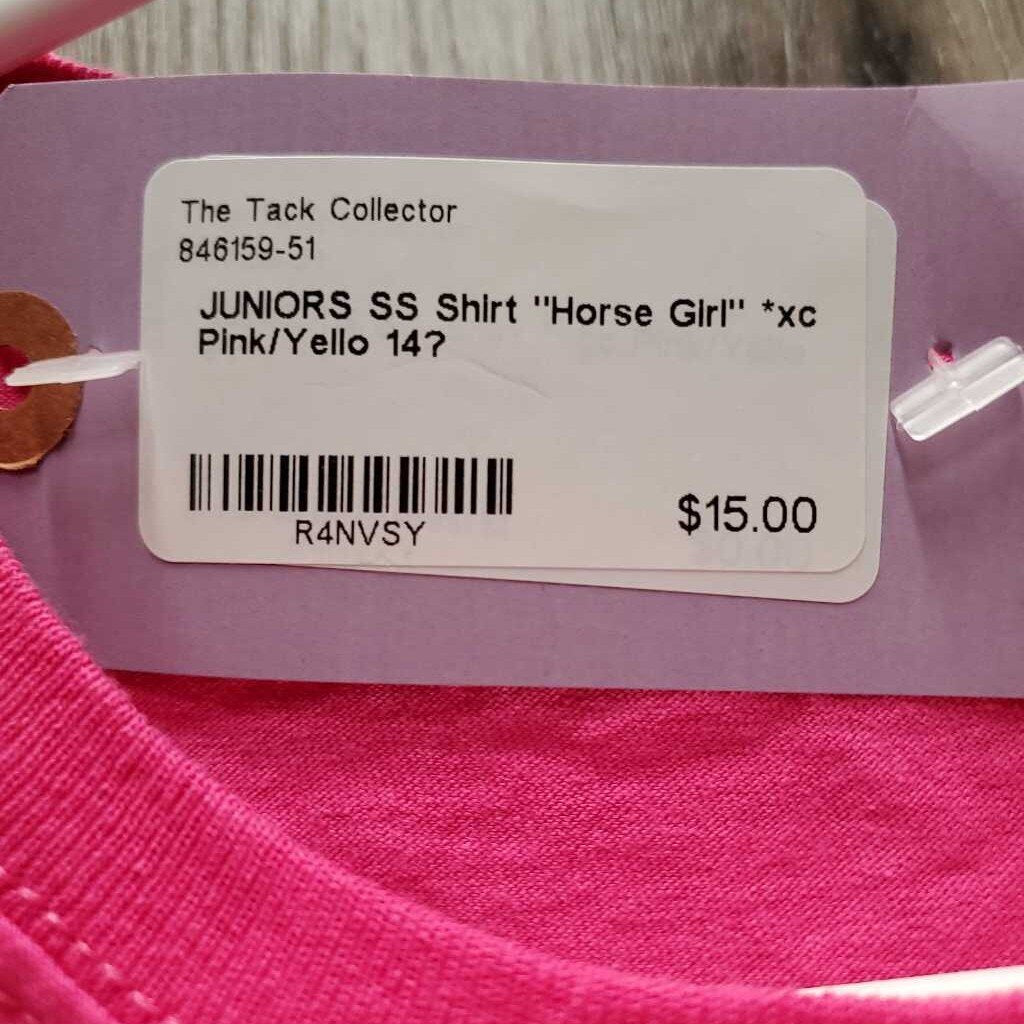 The Tack Collector
846159-51
JUNIORS SS Shirt "Horse Girl" *xc
Pink/Yello 14?
R4NVSY
$15.00